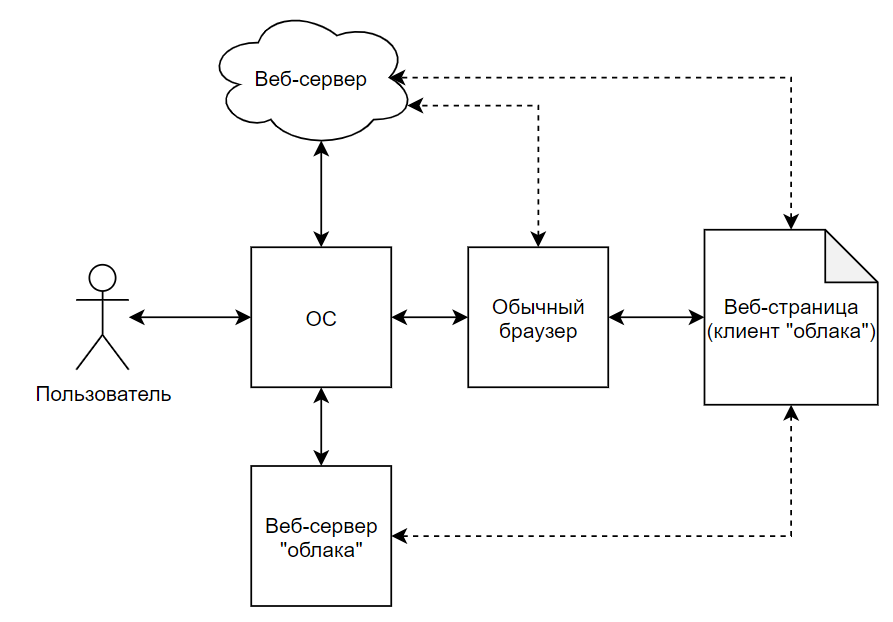 Веб-сервер
ОС
Обычный
браузер
Веб-страница
(клиент "облака")
Пользователь
Веб-сервер
"облака"